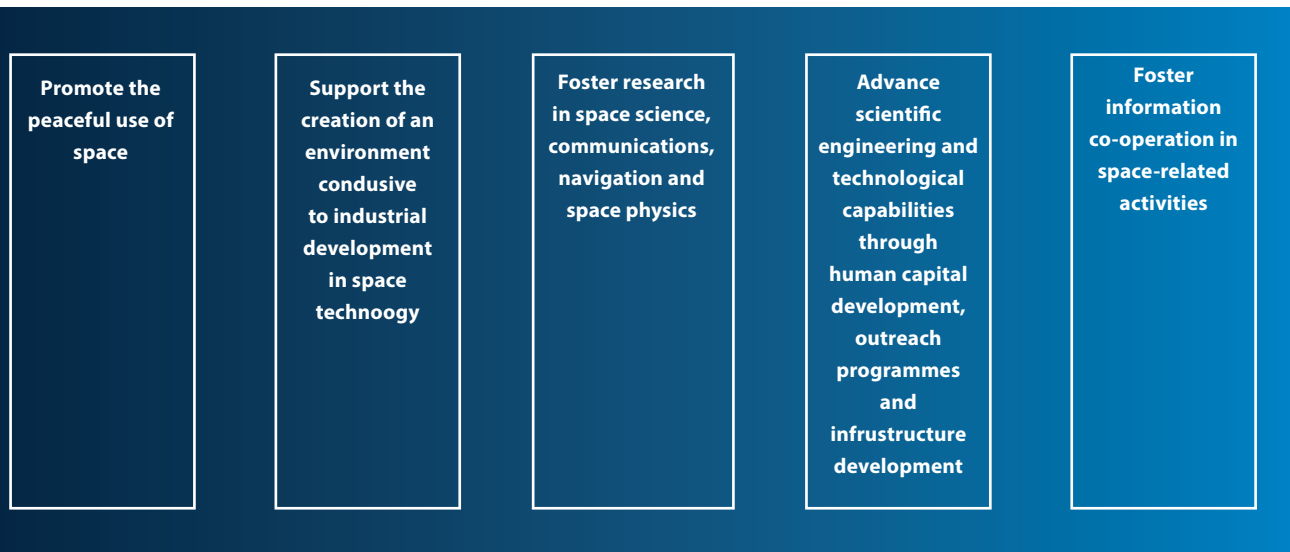 Promote the
peaceful use of
space
Support the
creation of an
environment
condusive
to industrial
development
in space
technoogy
Foster research
in space science,
communications,
navigation and
space physics
Advance
scientific
engineering and
technological
capabilities
through
human capital
development,
outreach
programmes
and
infrustructure
development
Foster
information
co-operation in
space-related
activities